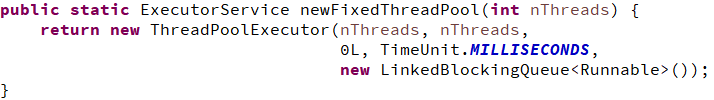 public static ExecutorService newFixedThreadPool(int nThreads) {
    return new ThreadPoolExecutor(nThreads, nThreads,
                                  0L, TimeUnit.MILLISECONDS,
                                  new LinkedBlockingQueue<Runnable>());
}